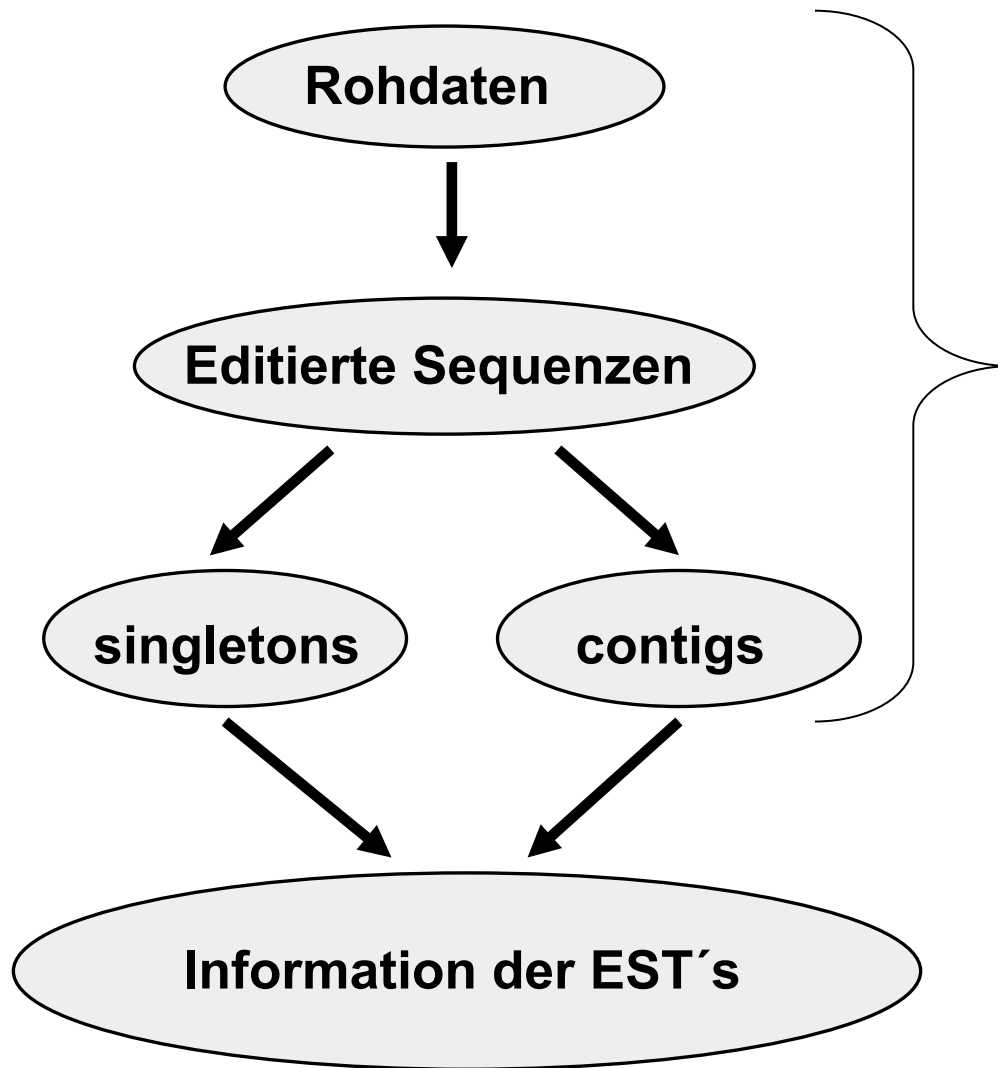 Rohdaten
Editierte Sequenzen
singletons
contigs
Information der EST´s